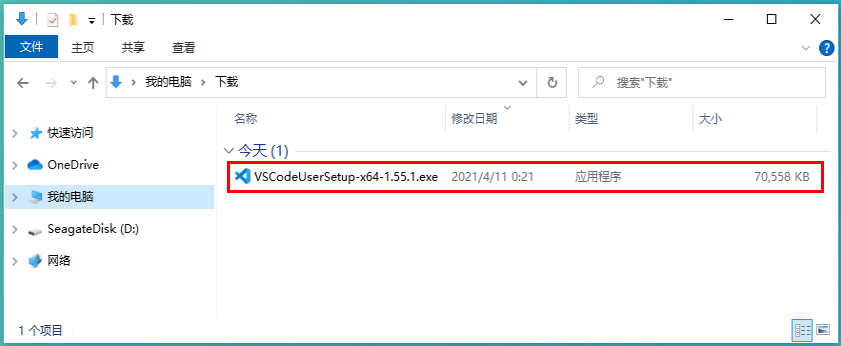 下载
文件 主页 共享 查看
我的电脑 下载 搜索"下载"
名称 修改日期 类型 大小
快速访问
今天 (1)
OneDrive
VSCodeUserSetup-x64-1.55.1.exe 2021/4/11 0:21 应用程序 70,558 KB
我的电脑
SeagateDisk (D:)
网络
1 个项目